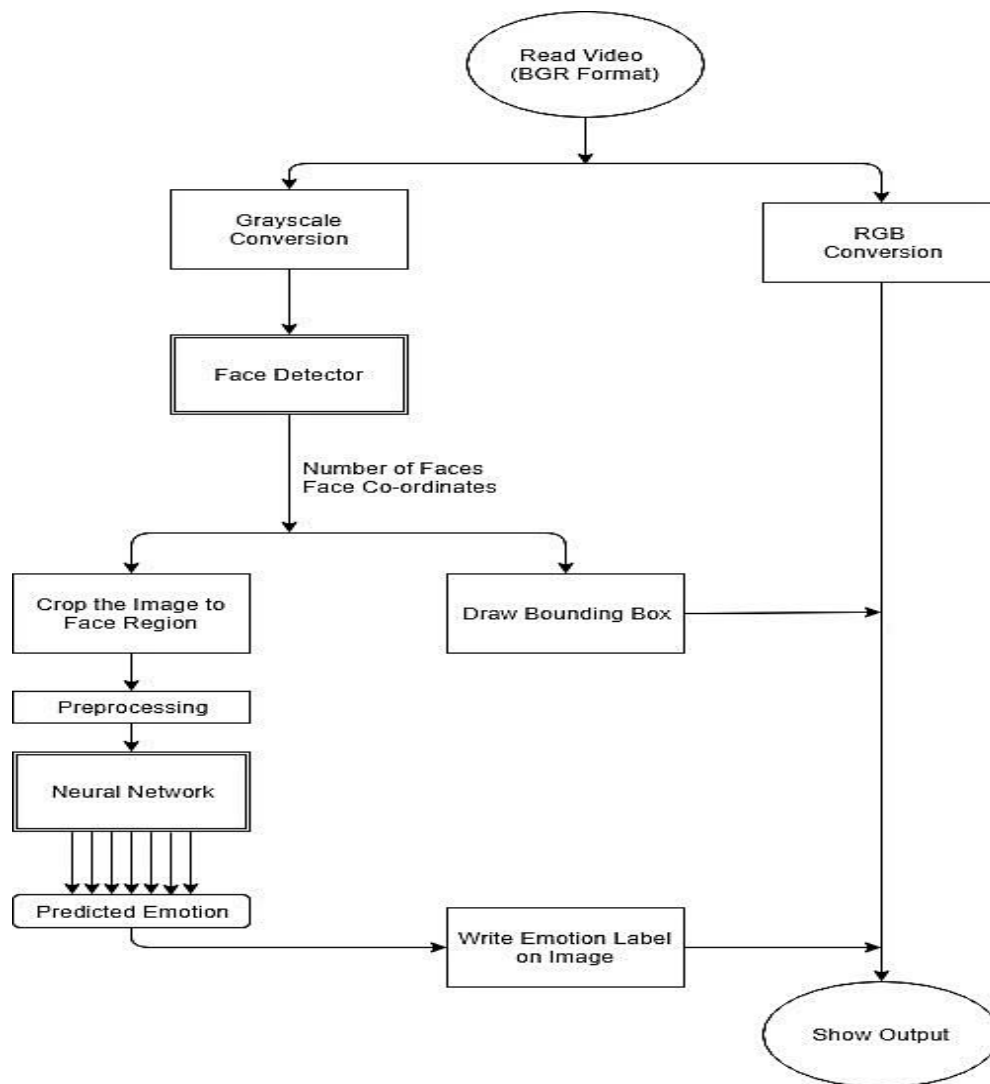 Read Video
(BGR Format)
Grayscale
Conversion
RGB
Conversion
Face Detector
Number of Faces
Face Co-ordinates
Crop the Image to
Face Region
Draw Bounding Box
Preprocessing
Neural Network
Predicted Emotion
Write Emotion Label
on Image
Show Output